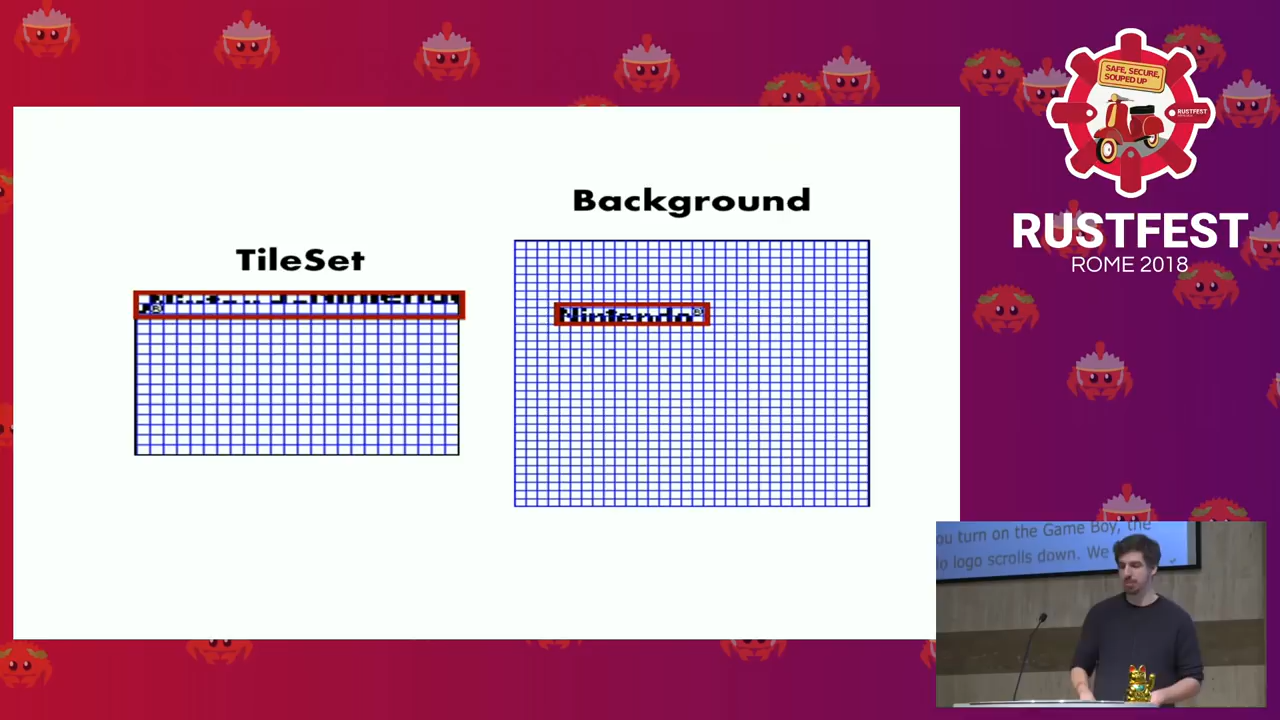 Background
TileSet
Nintendo®
SAFE, SECURE,
SOUPED UP
RUSTFEST
RUSTFEST
ROME 2018
ou turn on the Game Boy, the
logo scrolls down. We